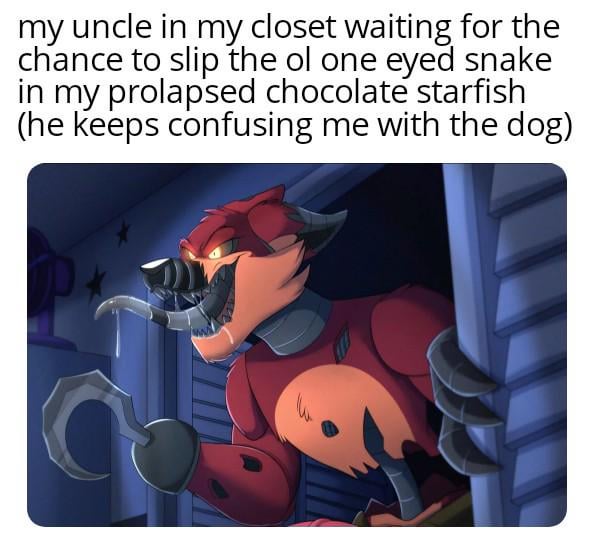 my uncle in my closet waiting for the
chance to slip the ol one eyed snake
in my prolapsed chocolate starfish
(he keeps confusing me with the dog)